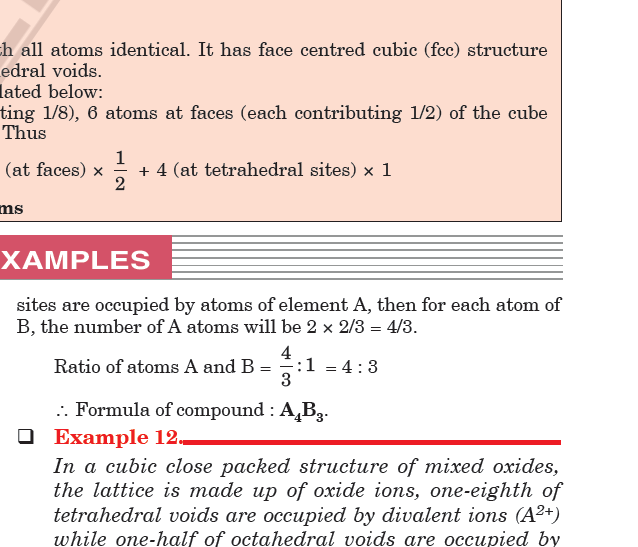 h all atoms identical. It has face centred cubic (fcc) structure
edral voids.
lated below:
ting 1/8), 6 atoms at faces (each contributing 1/2) of the cube
Thus
(at faces) × 1/2 + 4 (at tetrahedral sites) × 1
ms
XAMPLES
sites are occupied by atoms of element A, then for each atom of
B, the number of A atoms will be 2 × 2/3 = 4/3.
Ratio of atoms A and B = 4/3 : 1 = 4 : 3
∴ Formula of compound : A₄B₃.
❑ Example 12.
In a cubic close packed structure of mixed oxides,
the lattice is made up of oxide ions, one-eighth of
tetrahedral voids are occupied by divalent ions (A²⁺)
while one-half of octahedral voids are occupied by